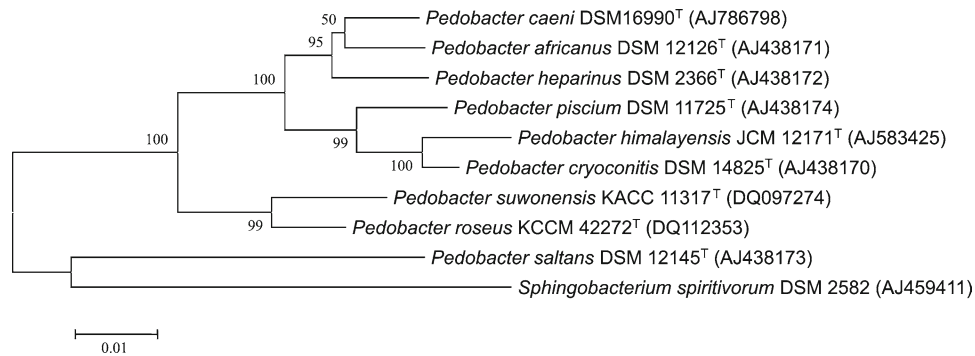 50
Pedobacter caeni DSM16990ᵀ (AJ786798)
95
Pedobacter africanus DSM 12126ᵀ (AJ438171)
100
Pedobacter heparinus DSM 2366ᵀ (AJ438172)
Pedobacter piscium DSM 11725ᵀ (AJ438174)
100
99
Pedobacter himalayensis JCM 12171ᵀ (AJ583425)
100
Pedobacter cryoconitis DSM 14825ᵀ (AJ438170)
Pedobacter suwonensis KACC 11317ᵀ (DQ097274)
99
Pedobacter roseus KCCM 42272ᵀ (DQ112353)
Pedobacter saltans DSM 12145ᵀ (AJ438173)
Sphingobacterium spiritivorum DSM 2582 (AJ459411)
0.01